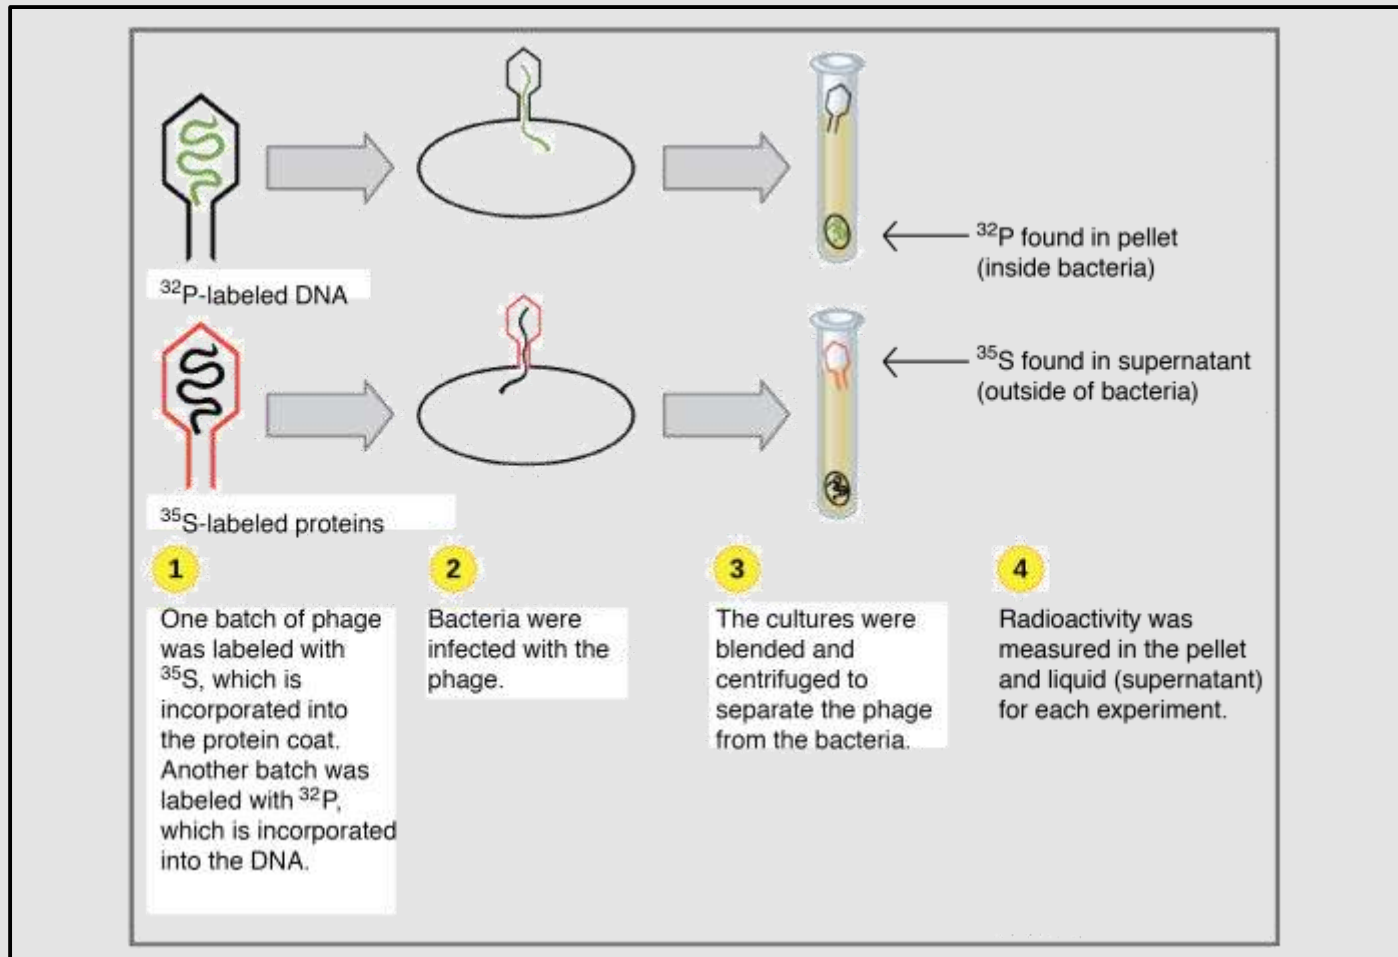 ³²P-labeled DNA
³²P found in pellet
(inside bacteria)
³⁵S-labeled proteins
³⁵S found in supernatant
(outside of bacteria)
1
One batch of phage
was labeled with
³⁵S, which is
incorporated into
the protein coat.
Another batch was
labeled with ³²P,
which is incorporated
into the DNA.
2
Bacteria were
infected with the
phage.
3
The cultures were
blended and
centrifuged to
separate the phage
from the bacteria.
4
Radioactivity was
measured in the pellet
and liquid (supernatant)
for each experiment.